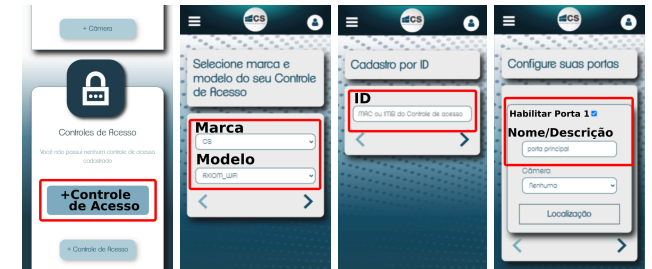 + Câmera
Controles de Acesso
Você não possui nenhum controle de acesso
cadastrado
+Controle
de Acesso
+ Controle de Acesso
CS
Selecione marca e
modelo do seu Controle
de Acesso
Marca
CS
Modelo
AXIOM_WIFI
CS
Cadastro por ID
ID
MAC ou IMEI do Controle de acesso
CS
Configure suas portas
Habilitar Porta 1
Nome/Descrição
porta principal
Câmera
Nenhuma
Localização